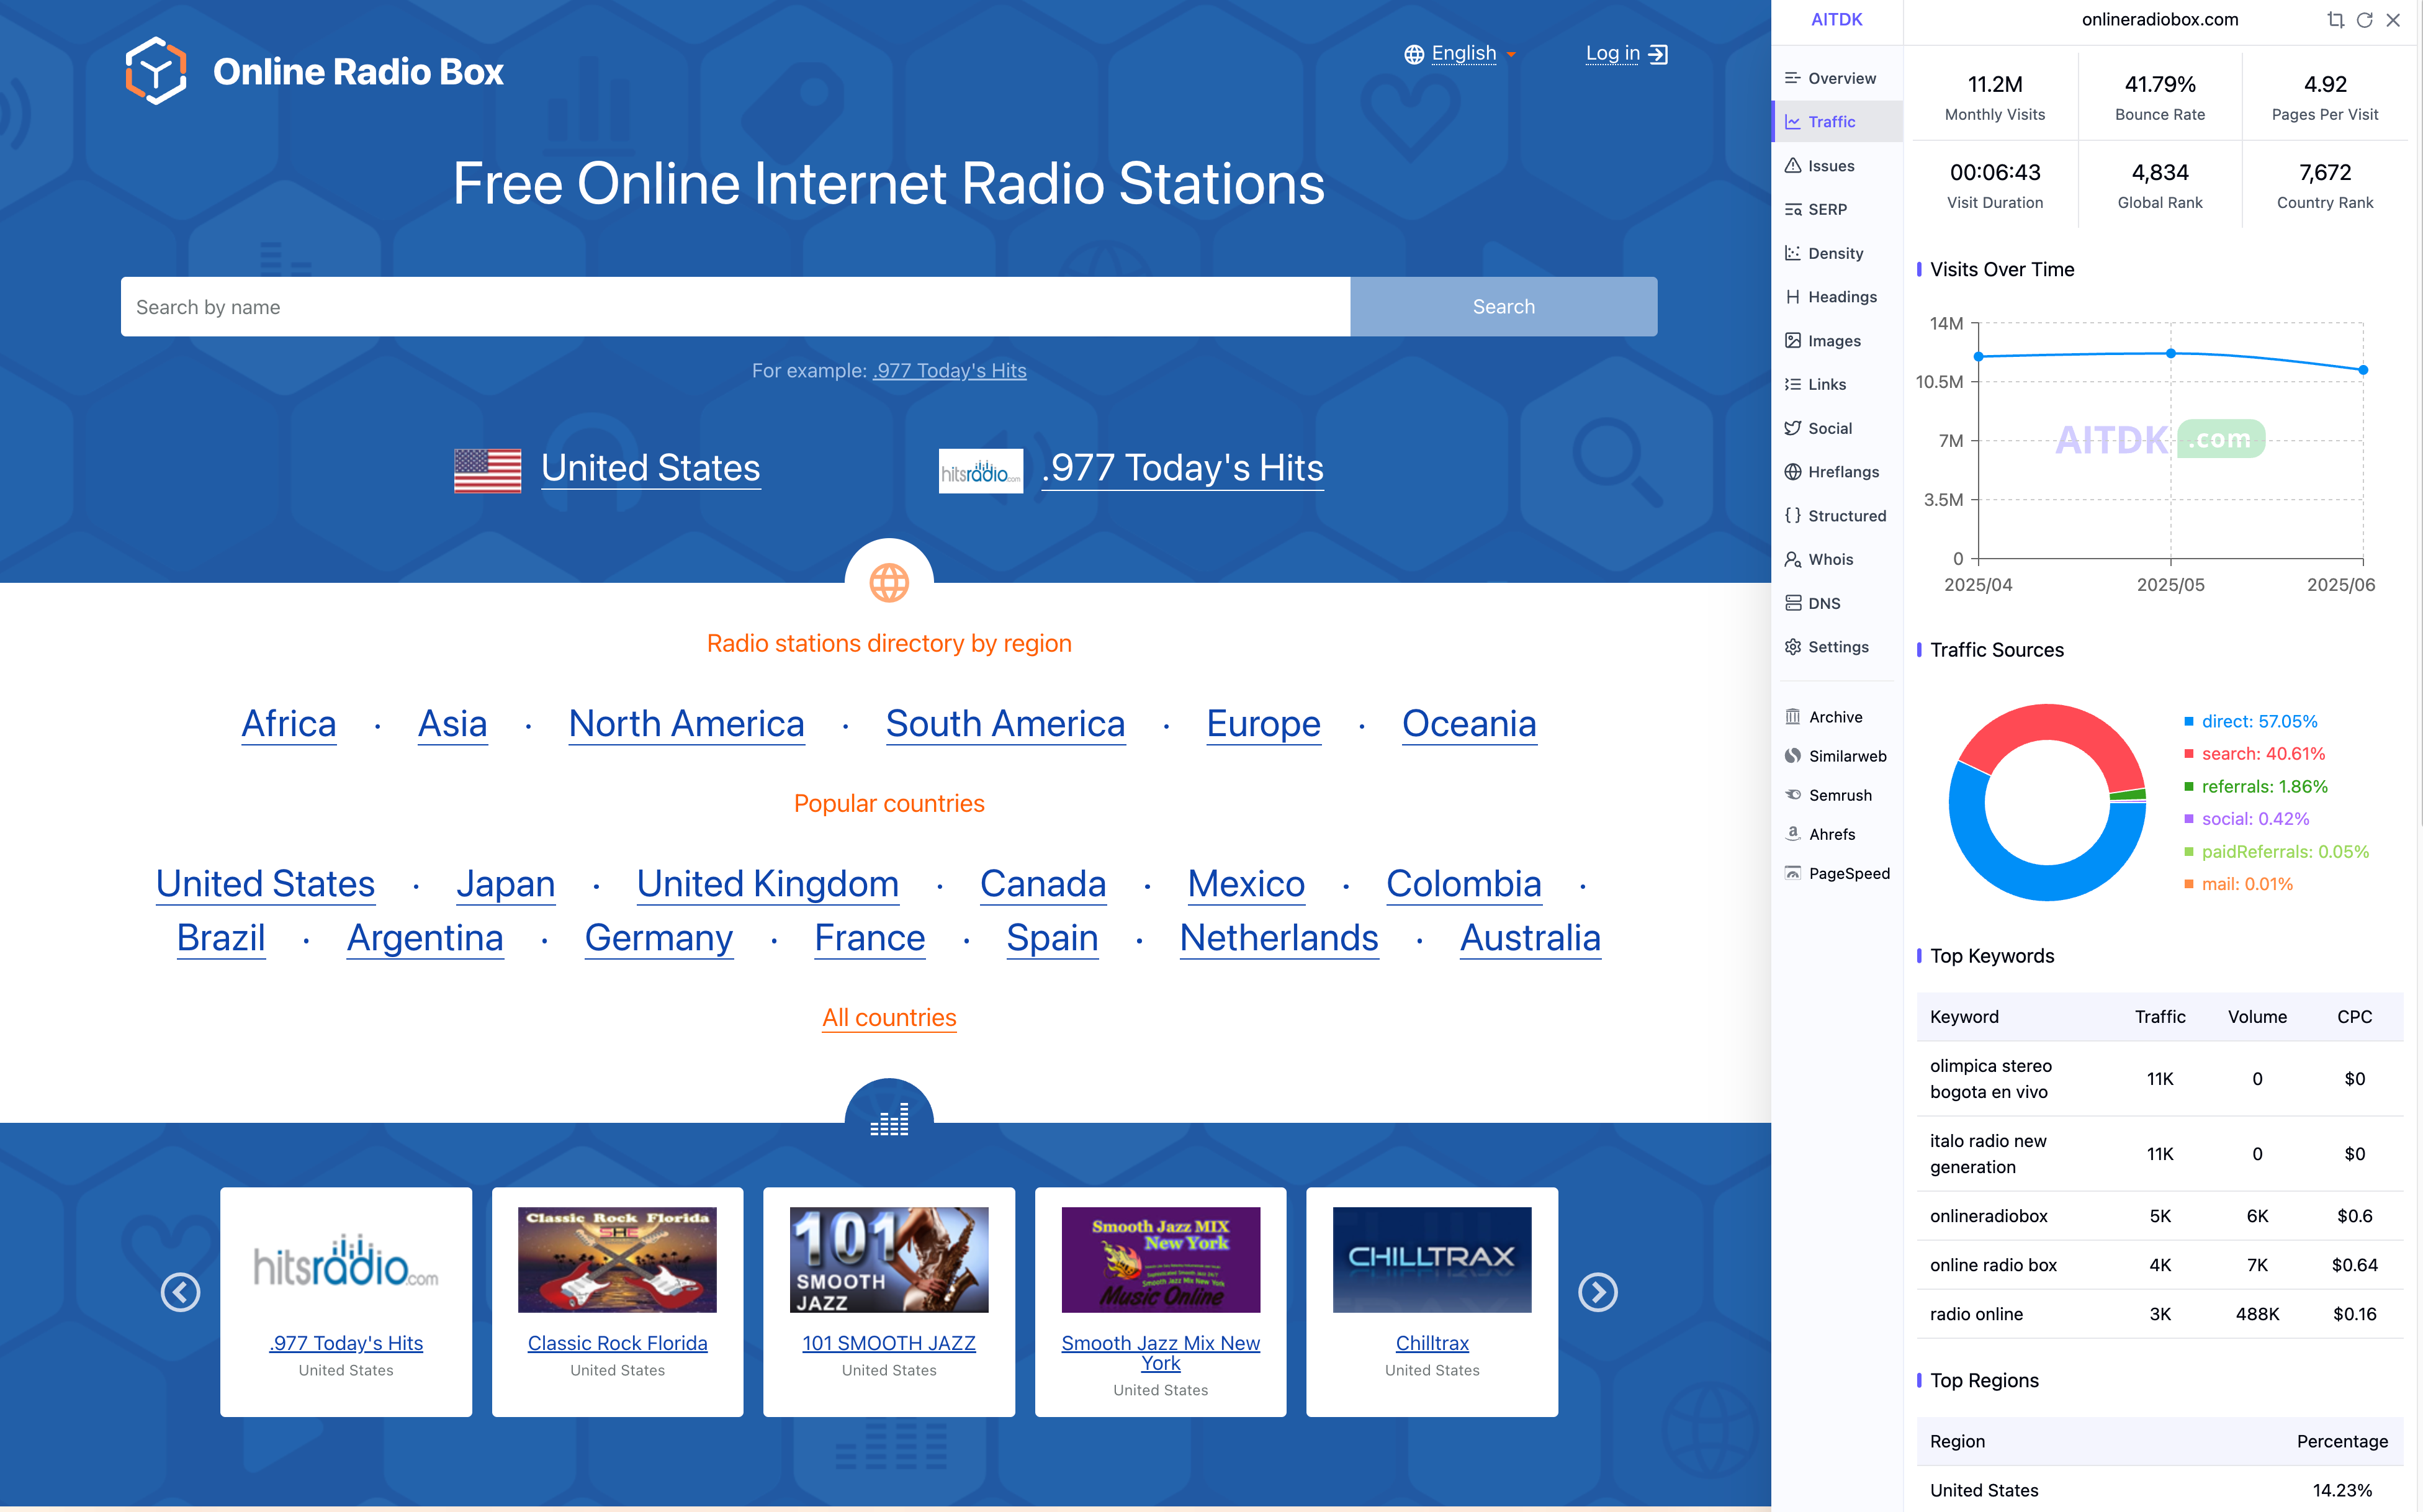 Online Radio Box
English
Log in
Free Online Internet Radio Stations
Search by name
Search
For example: .977 Today's Hits
United States
hitsradio.com
.977 Today's Hits
Radio stations directory by region
Africa · Asia · North America · South America · Europe · Oceania
Popular countries
United States · Japan · United Kingdom · Canada · Mexico · Colombia ·
Brazil · Argentina · Germany · France · Spain · Netherlands · Australia
All countries
hitsradio.com
.977 Today's Hits
United States
Classic Rock Florida
SHE
Classic Rock Florida
United States
101
SMOOTH
JAZZ
101 SMOOTH JAZZ
United States
Smooth Jazz MIX
New York
Smooth Jazz Mix New York
Music Online
Smooth Jazz Mix New
York
United States
CHILLTRAX
Chilltrax
United States
AITDK
onlineradiobox.com
Overview
Traffic
Issues
SERP
Density
Headings
Images
Links
Social
Hreflangs
Structured
Whois
DNS
Settings
Archive
Similarweb
Semrush
Ahrefs
PageSpeed
11.2M
Monthly Visits
41.79%
Bounce Rate
4.92
Pages Per Visit
00:06:43
Visit Duration
4,834
Global Rank
7,672
Country Rank
Visits Over Time
14M
10.5M
7M
3.5M
0
AITDK .com
2025/04 2025/05 2025/06
Traffic Sources
direct: 57.05%
search: 40.61%
referrals: 1.86%
social: 0.42%
paidReferrals: 0.05%
mail: 0.01%
Top Keywords
Keyword Traffic Volume CPC
olimpica stereo
bogota en vivo 11K 0 $0
italo radio new
generation 11K 0 $0
onlineradiobox 5K 6K $0.6
online radio box 4K 7K $0.64
radio online 3K 488K $0.16
Top Regions
Region Percentage
United States 14.23%